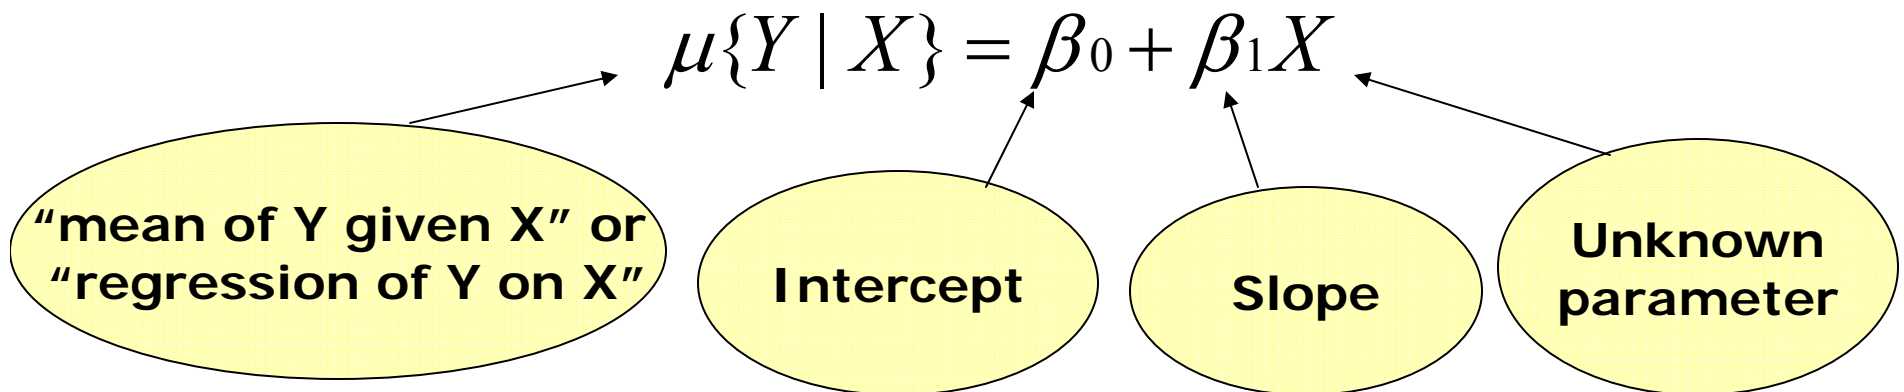 μ{Y | X} = β₀ + β₁X
“mean of Y given X” or
“regression of Y on X”
Intercept
Slope
Unknown
parameter